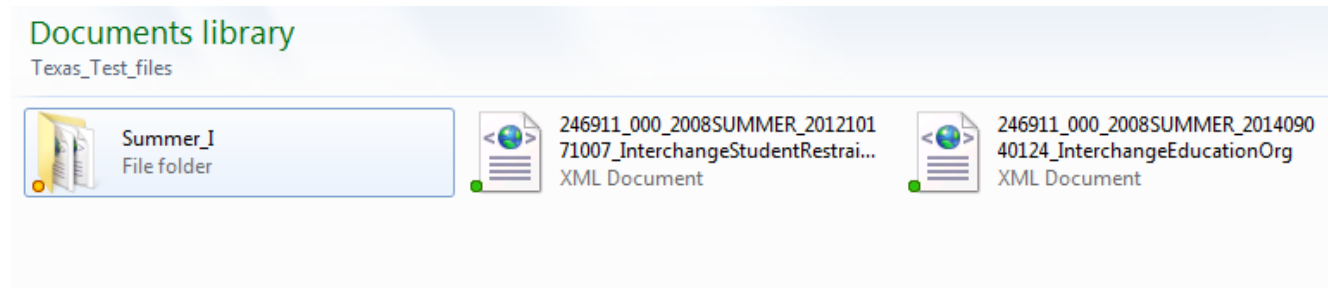 Documents library
Texas_Test_files
Summer_I
File folder
246911_000_2008SUMMER_2012101
71007_InterchangeStudentRestrai...
XML Document
246911_000_2008SUMMER_2014090
40124_InterchangeEducationOrg
XML Document